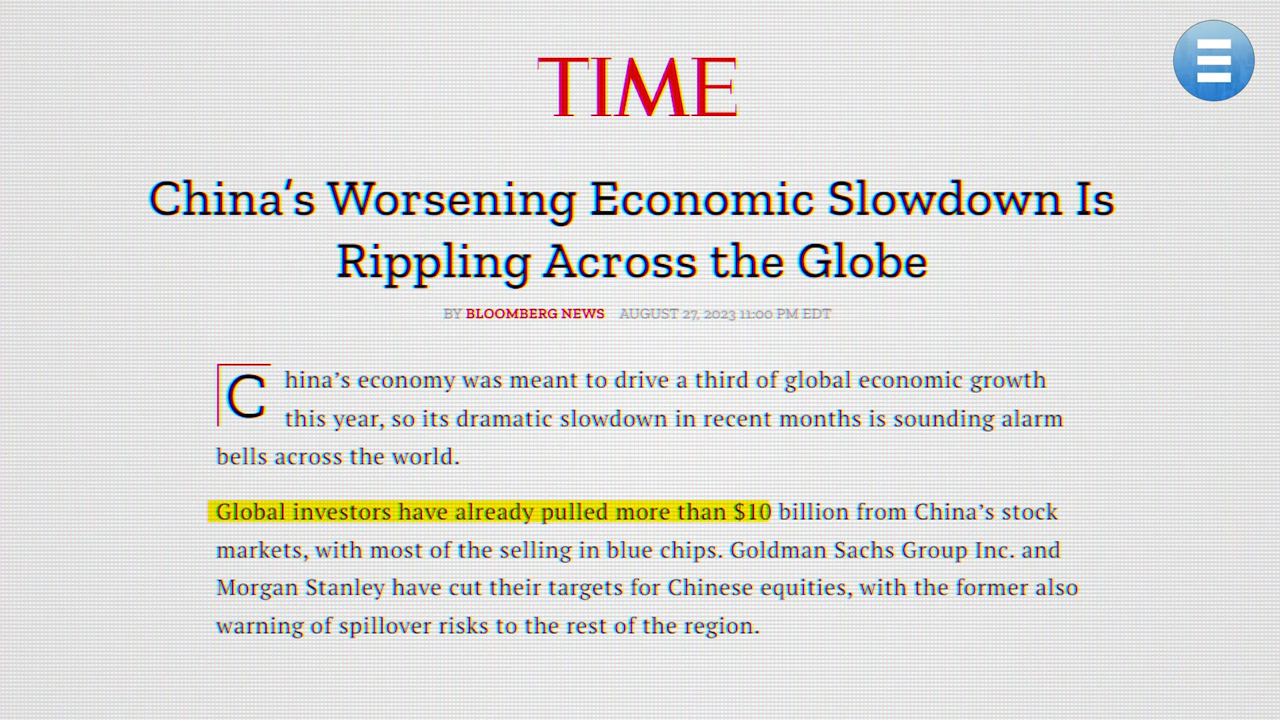 TIME
China's Worsening Economic Slowdown Is
Rippling Across the Globe
BY BLOOMBERG NEWS AUGUST 27, 2023 11:00 PM EDT
China's economy was meant to drive a third of global economic growth
this year, so its dramatic slowdown in recent months is sounding alarm
bells across the world.
Global investors have already pulled more than $10 billion from China's stock
markets, with most of the selling in blue chips. Goldman Sachs Group Inc. and
Morgan Stanley have cut their targets for Chinese equities, with the former also
warning of spillover risks to the rest of the region.